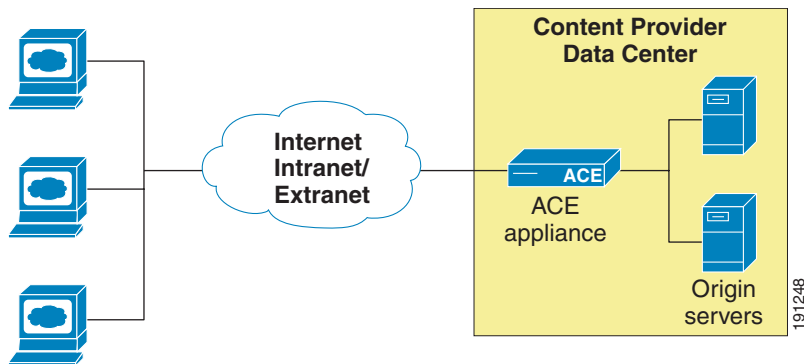 Content Provider
Data Center
Internet
Intranet/
Extranet
ACE
ACE
appliance
Origin
servers
191248